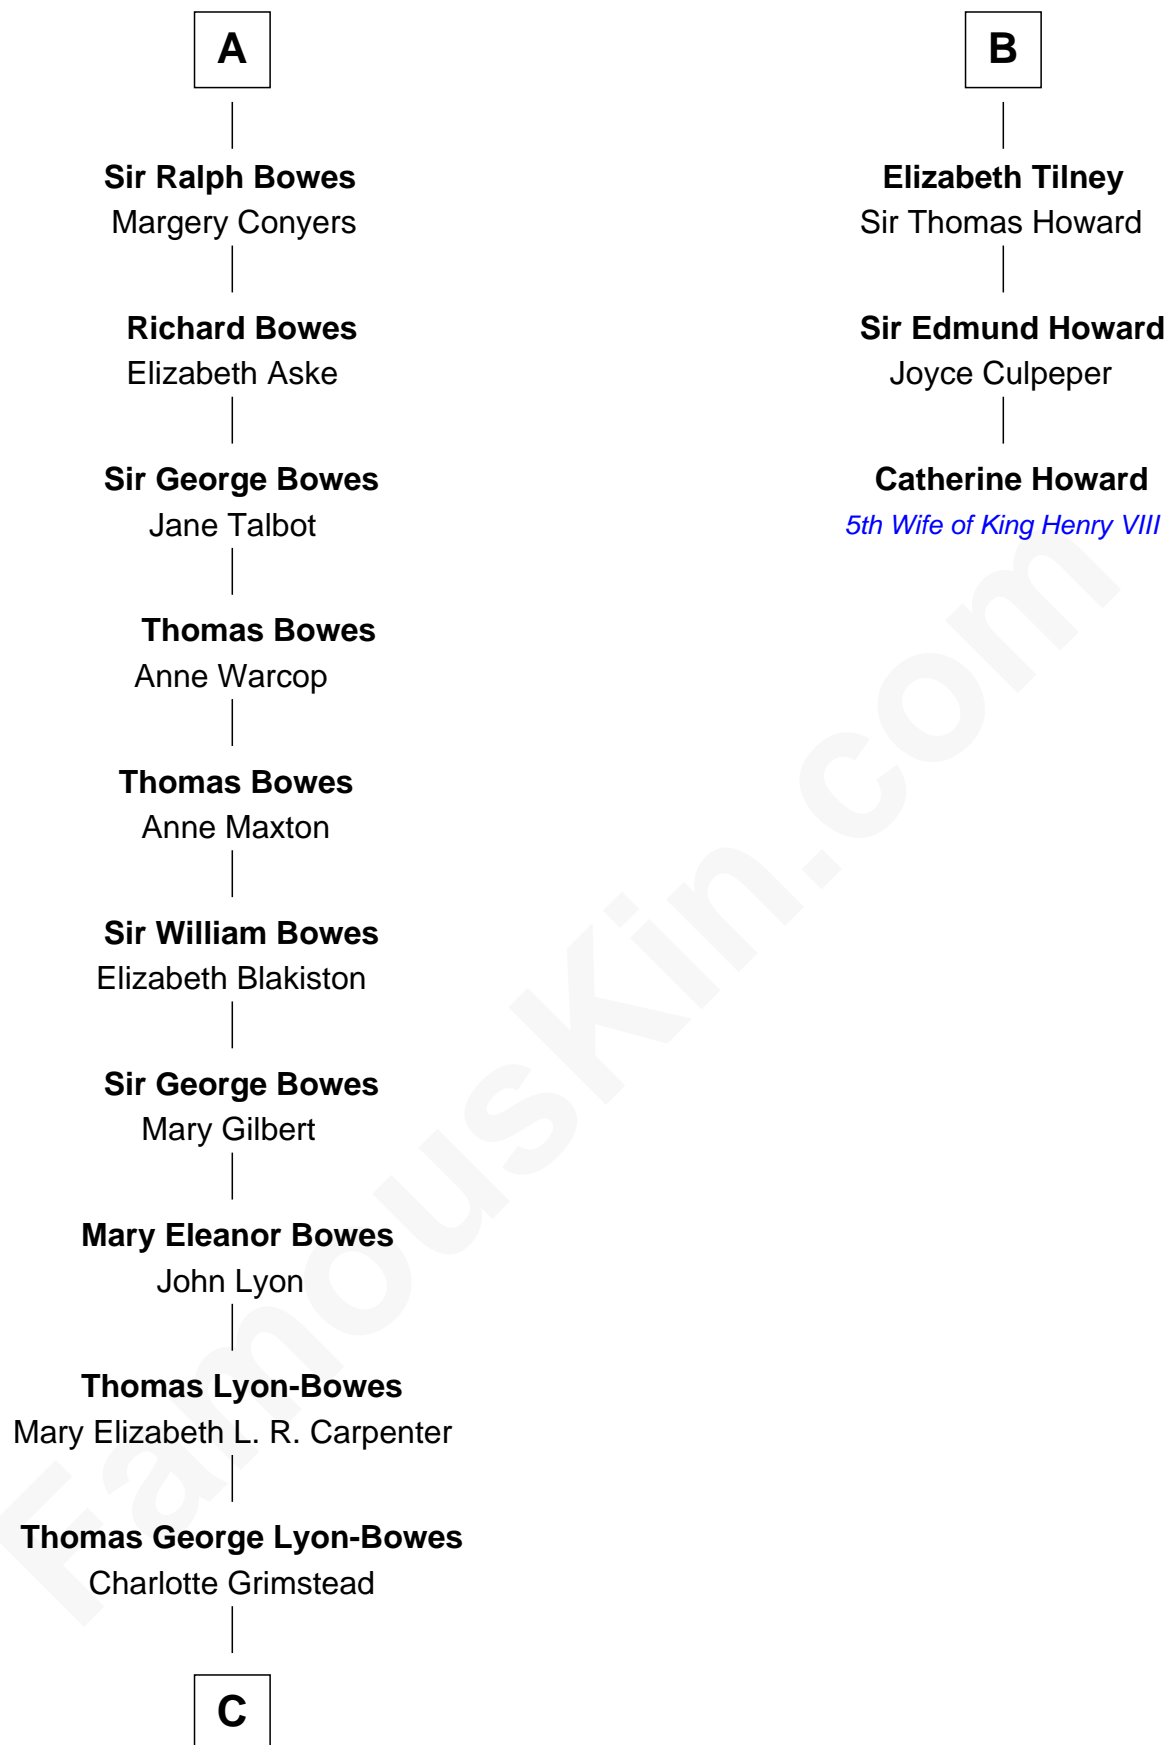 A
Sir Ralph Bowes
Margery Conyers
Richard Bowes
Elizabeth Aske
Sir George Bowes
Jane Talbot
Thomas Bowes
Anne Warcop
Thomas Bowes
Anne Maxton
Sir William Bowes
Elizabeth Blakiston
Sir George Bowes
Mary Gilbert
Mary Eleanor Bowes
John Lyon
Thomas Lyon-Bowes
Mary Elizabeth L. R. Carpenter
Thomas George Lyon-Bowes
Charlotte Grimstead
C
B
Elizabeth Tilney
Sir Thomas Howard
Sir Edmund Howard
Joyce Culpeper
Catherine Howard
5th Wife of King Henry VIII
FamousKin.com